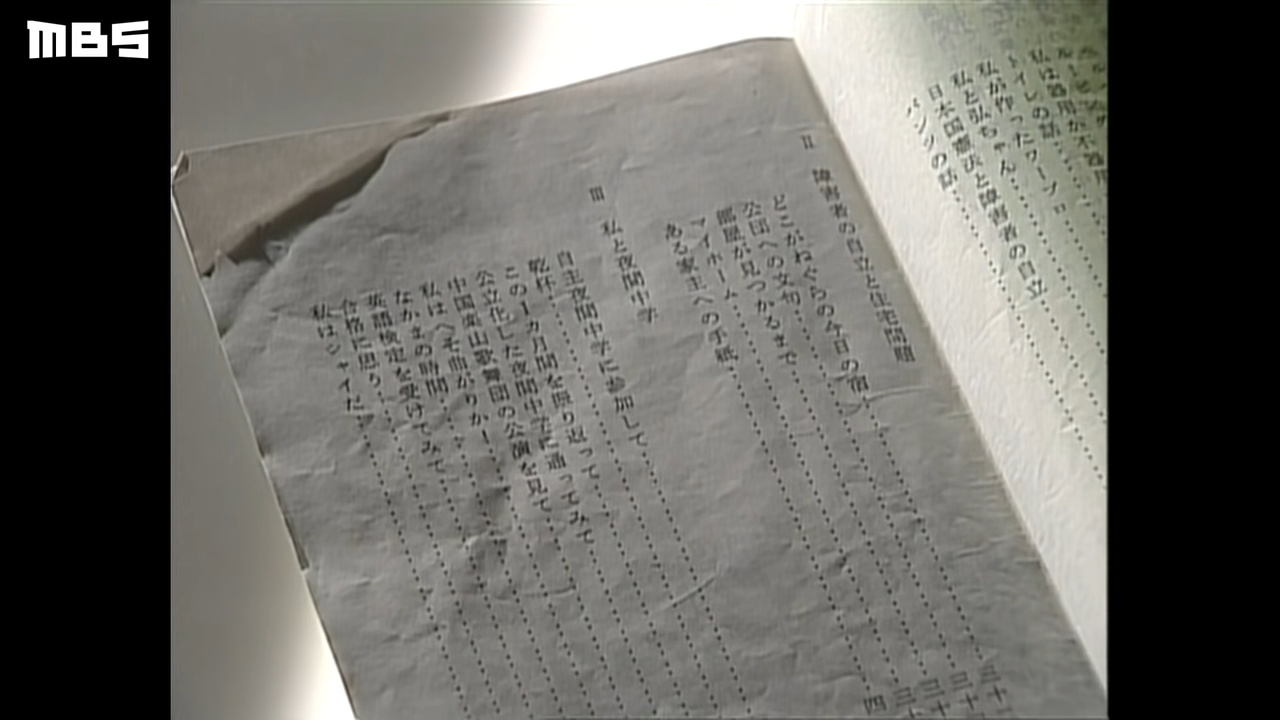 MBS
私は器用か不器用
トイレの話
私が作ったワープロ
私と弘ちゃん
日本国憲法と障害者の自立
パンツの話
Ⅱ 障害者の自立と住宅問題
どこがねぐらの今日の宿
公団への文句
部屋が見つかるまで
マイホーム
ある家主への手紙
Ⅲ 私と夜間中学
自主夜間中学に参加して
乾杯
この1カ月間を照り返って
公立化した夜間中学に通ってみて
中国楽山歌舞団の公演を見て
私はへそ曲がりかー
なかまの時間
英語検定を受けてみて
合格に思う
私はシャイだ